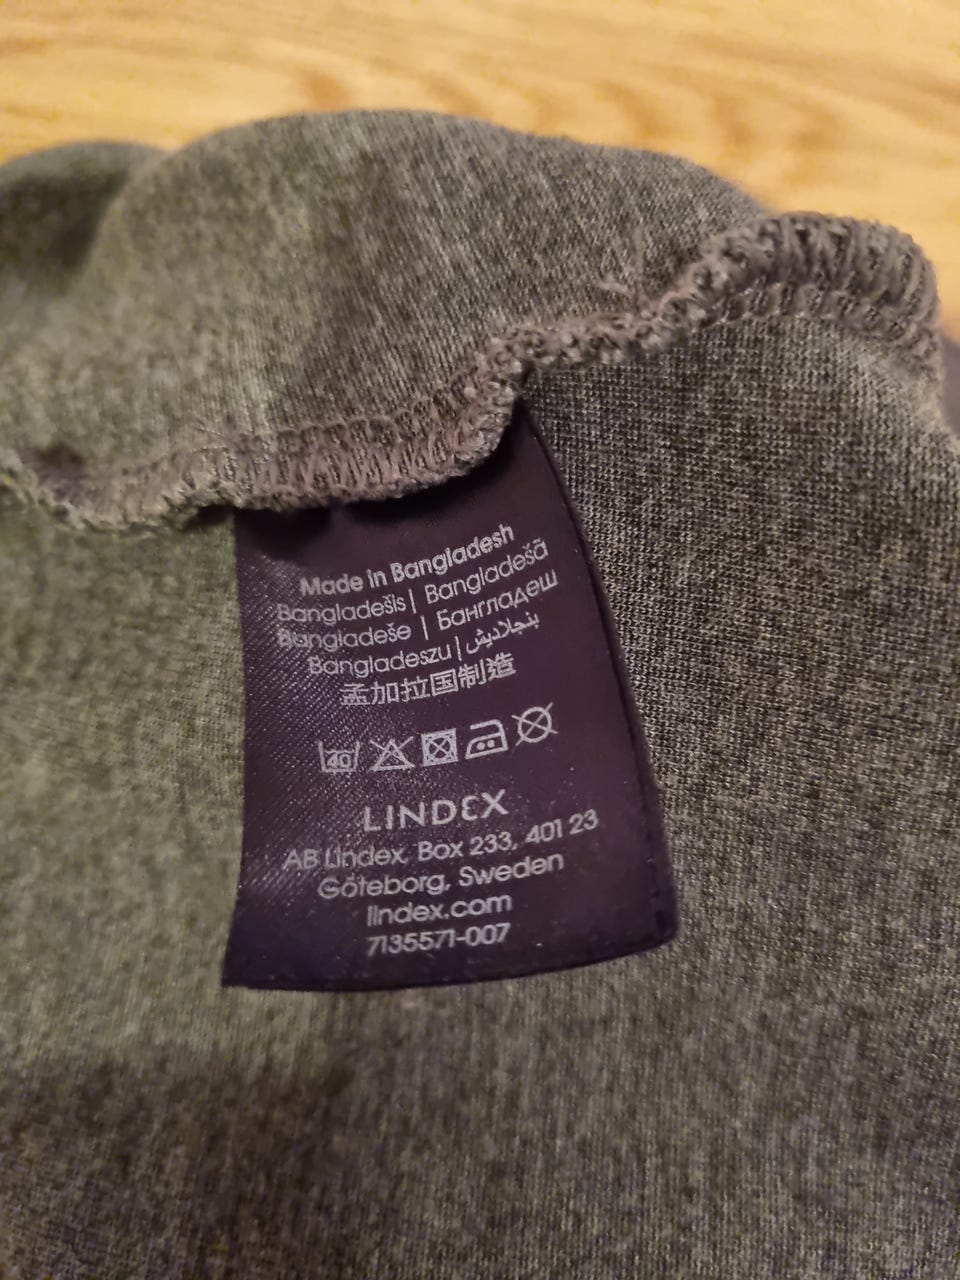 Made in Bangladesh
Bangladešis | Bangladešā
Bangladeše | Бангладеш
Bangladeszu | بنجلاديش
孟加拉国制造
40
LINDEX
AB Lindex, Box 233, 401 23
Göteborg, Sweden
lindex.com
7135571-007